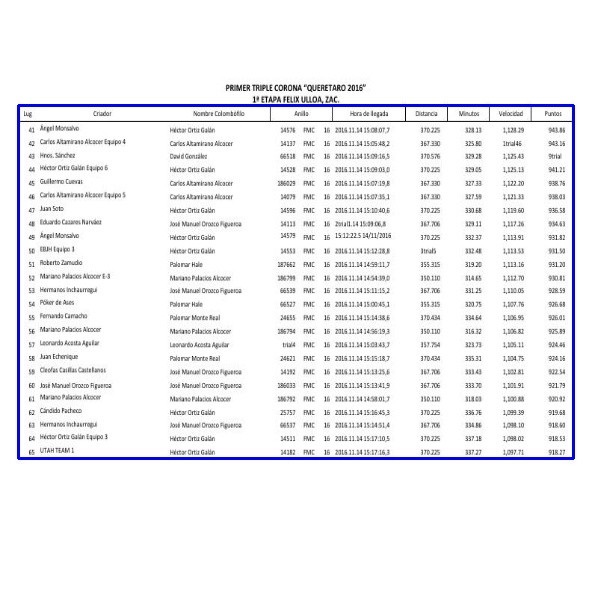 PRIMER TRIPLE CORONA "QUERETARO 2016"
1ª ETAPA FELIX ULLOA, ZAC.
Lug Criador Nombre Colombófilo Anillo Hora de llegada Distancia Minutos Velocidad Puntos
41 Ángel Monsalvo Héctor Ortiz Galán 14576 FMC 16 2016.11.14 15:08:07,7 370.225 328.13 1,128.29 943.86
42 Carlos Altamirano Alcocer Equipo 4 Carlos Altamirano Alcocer 14137 FMC 16 2016.11.14 15:05:48,2 367.330 325.80 1trial46 943.16
43 Hnos. Sánchez David González 66518 FMC 16 2016.11.14 15:09:16,5 370.576 329.28 1,125.43 9trial
44 Héctor Ortiz Galán Equipo 6 Héctor Ortiz Galán 14528 FMC 16 2016.11.14 15:09:03,0 370.225 329.05 1,125.13 941.21
45 Guillermo Cuevas Carlos Altamirano Alcocer 186029 FMC 16 2016.11.14 15:07:19,8 367.330 327.33 1,122.20 938.76
46 Carlos Altamirano Alcocer Equipo 5 Carlos Altamirano Alcocer 14079 FMC 16 2016.11.14 15:07:35,1 367.330 327.59 1,121.33 938.03
47 Juan Soto Héctor Ortiz Galán 14596 FMC 16 2016.11.14 15:10:40,6 370.225 330.68 1,119.60 936.58
48 Eduardo Cazares Narváez José Manuel Orozco Figueroa 14113 FMC 16 2trial1.14 15:09:06,8 367.706 329.11 1,117.26 934.63
49 Ángel Monsalvo Héctor Ortiz Galán 14579 FMC 16 15:12:22.5 14/11/2016 370.225 332.37 1,113.91 931.82
50 EBJH Equipo 3 Héctor Ortiz Galán 14553 FMC 16 2016.11.14 15:12:28,8 3trial5 332.48 1,113.53 931.50
51 Roberto Zamudio Palomar Halo 187662 FMC 16 2016.11.14 14:59:11,7 355.315 319.20 1,113.16 931.20
52 Mariano Palacios Alcocer E-3 Mariano Palacios Alcocer 186799 FMC 16 2016.11.14 14:54:39,0 350.110 314.65 1,112.70 930.81
53 Hermanos Inchaurregui José Manuel Orozco Figueroa 66539 FMC 16 2016.11.14 15:11:15,2 367.706 331.25 1,110.05 928.59
54 Póker de Ases Palomar Halo 66527 FMC 16 2016.11.14 15:00:45,1 355.315 320.75 1,107.76 926.68
55 Fernando Camacho Palomar Monte Real 24655 FMC 16 2016.11.14 15:14:38,6 370.434 334.64 1,106.95 926.01
56 Mariano Palacios Alcocer Mariano Palacios Alcocer 186794 FMC 16 2016.11.14 14:56:19,3 350.110 316.32 1,106.82 925.89
57 Leonardo Acosta Aguilar Leonardo Acosta Aguilar trial4 FMC 16 2016.11.14 15:03:43,7 357.754 323.73 1,105.11 924.46
58 Juan Echenique Palomar Monte Real 24621 FMC 16 2016.11.14 15:15:18,7 370.434 335.31 1,104.75 924.16
59 Cleofas Casillas Castellanos José Manuel Orozco Figueroa 14192 FMC 16 2016.11.14 15:13:25,6 367.706 333.43 1,102.81 922.54
60 José Manuel Orozco Figueroa José Manuel Orozco Figueroa 186033 FMC 16 2016.11.14 15:13:41,9 367.706 333.70 1,101.91 921.79
61 Mariano Palacios Alcocer Mariano Palacios Alcocer 186792 FMC 16 2016.11.14 14:58:01,7 350.110 318.03 1,100.88 920.92
62 Cándido Pacheco Héctor Ortiz Galán 25757 FMC 16 2016.11.14 15:16:45,3 370.225 336.76 1,099.39 919.68
63 Hermanos Inchaurregui José Manuel Orozco Figueroa 66537 FMC 16 2016.11.14 15:14:51,4 367.706 334.86 1,098.10 918.60
64 Héctor Ortiz Galán Equipo 3 Héctor Ortiz Galán 14511 FMC 16 2016.11.14 15:17:10,5 370.225 337.18 1,098.02 918.53
65 UTAH TEAM 1 Héctor Ortiz Galán 14182 FMC 16 2016.11.14 15:17:16,3 370.225 337.27 1,097.71 918.27